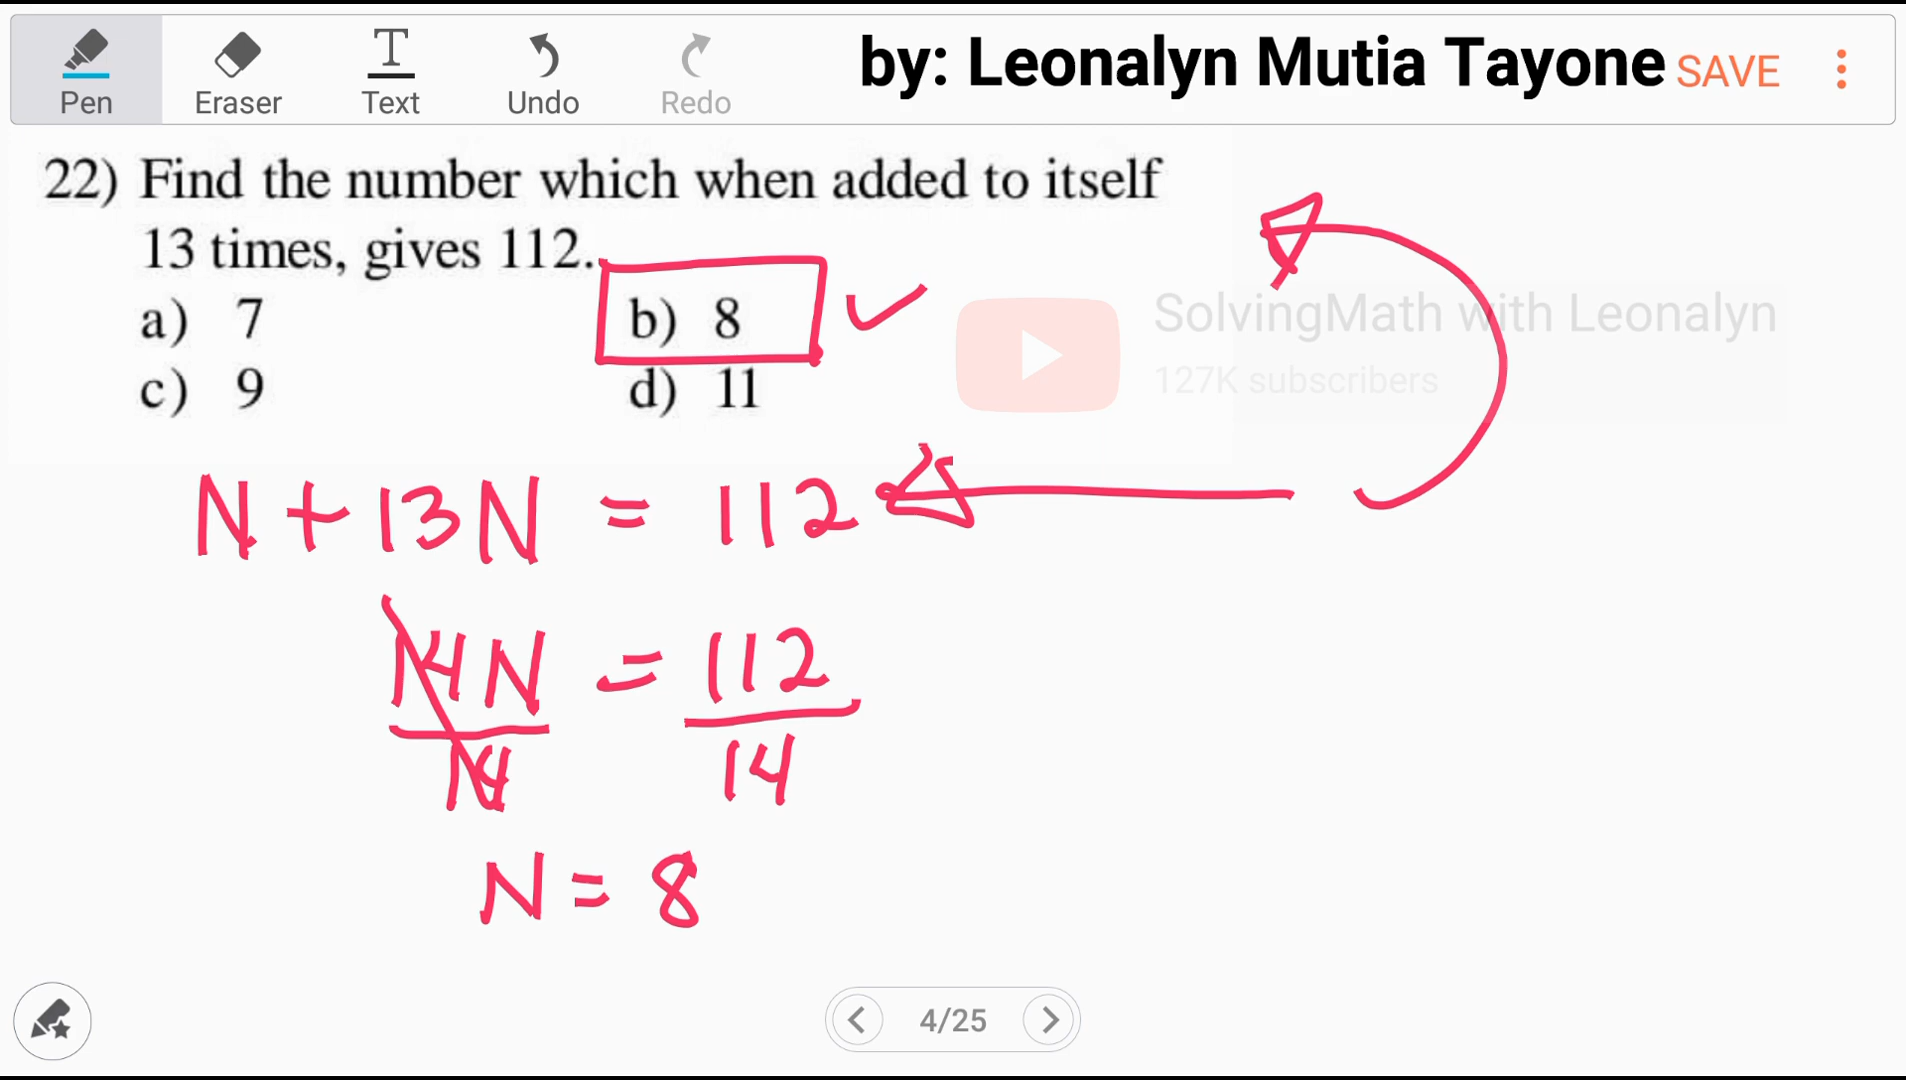 Pen Eraser Text Undo Redo by: Leonalyn Mutia Tayone SAVE
22) Find the number which when added to itself
13 times, gives 112.
a) 7 b) 8
c) 9 d) 11
SolvingMath with Leonalyn
127K subscribers
N + 13N = 112
14N = 112
14 14
N = 8
4/25